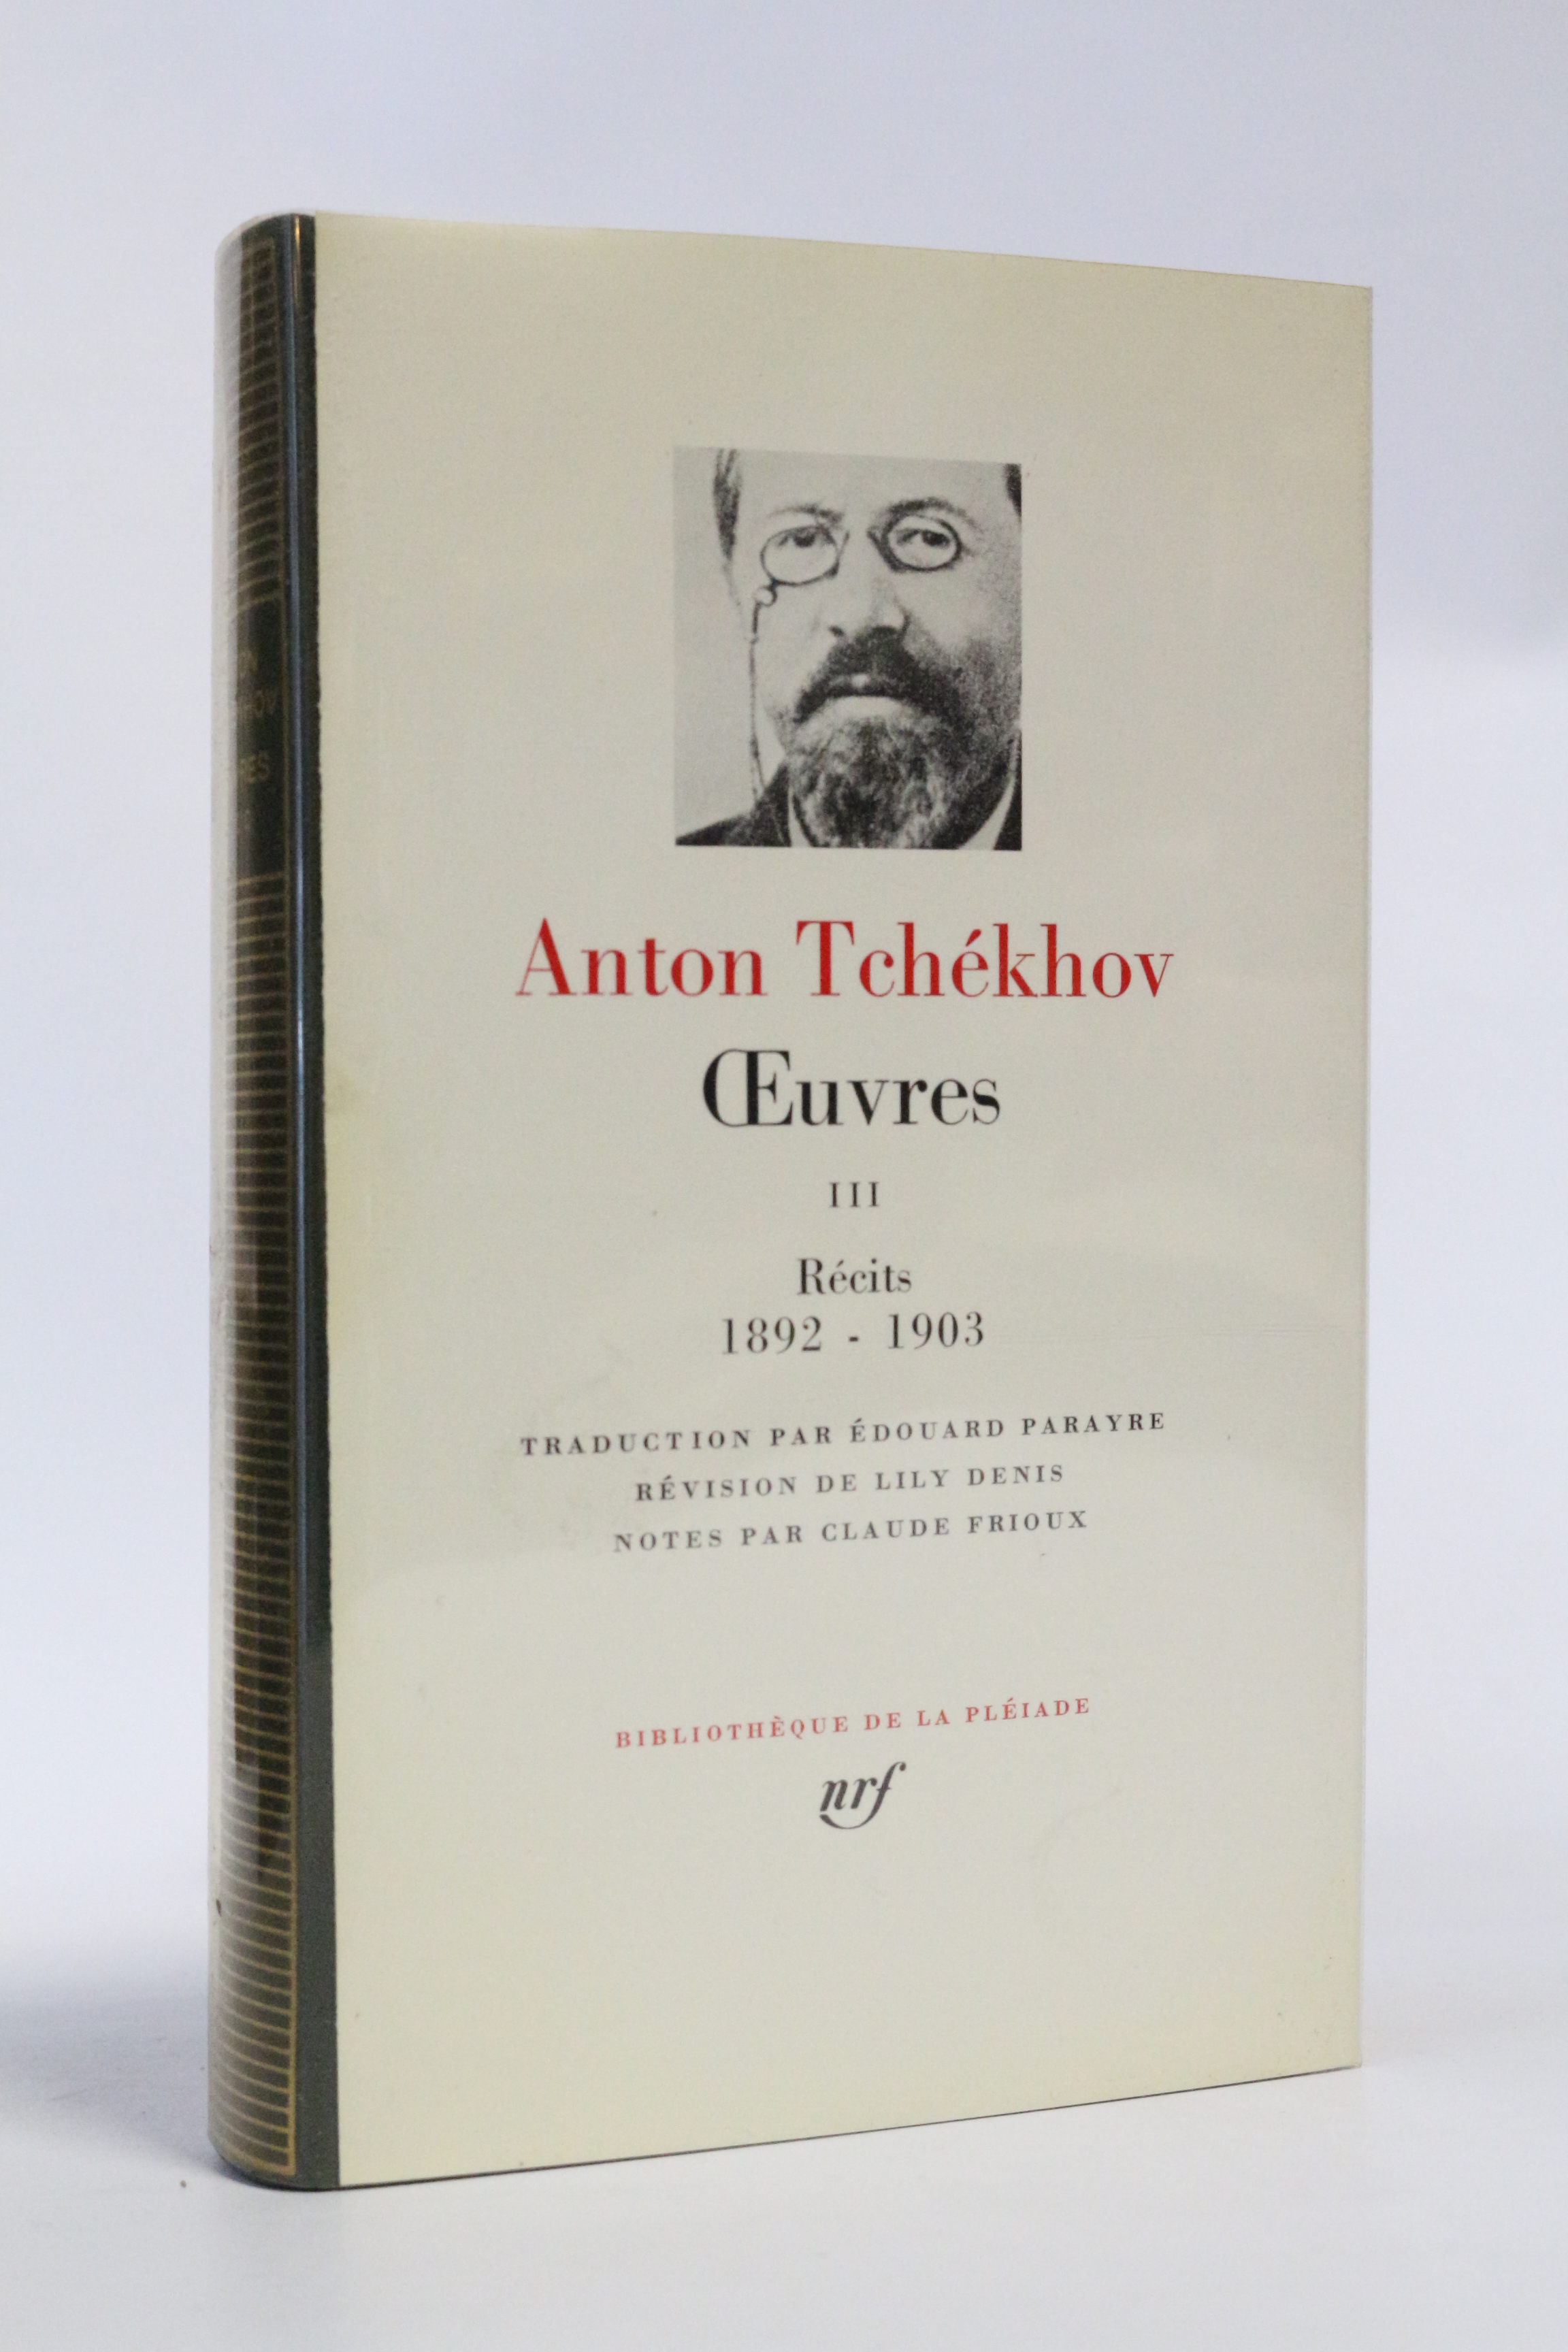 Anton Tchékhov
Œuvres
III
Récits
1892 - 1903
TRADUCTION PAR ÉDOUARD PARAYRE
RÉVISION DE LILY DENIS
NOTES PAR CLAUDE FRIOUX
BIBLIOTHÈQUE DE LA PLÉIADE
nrf